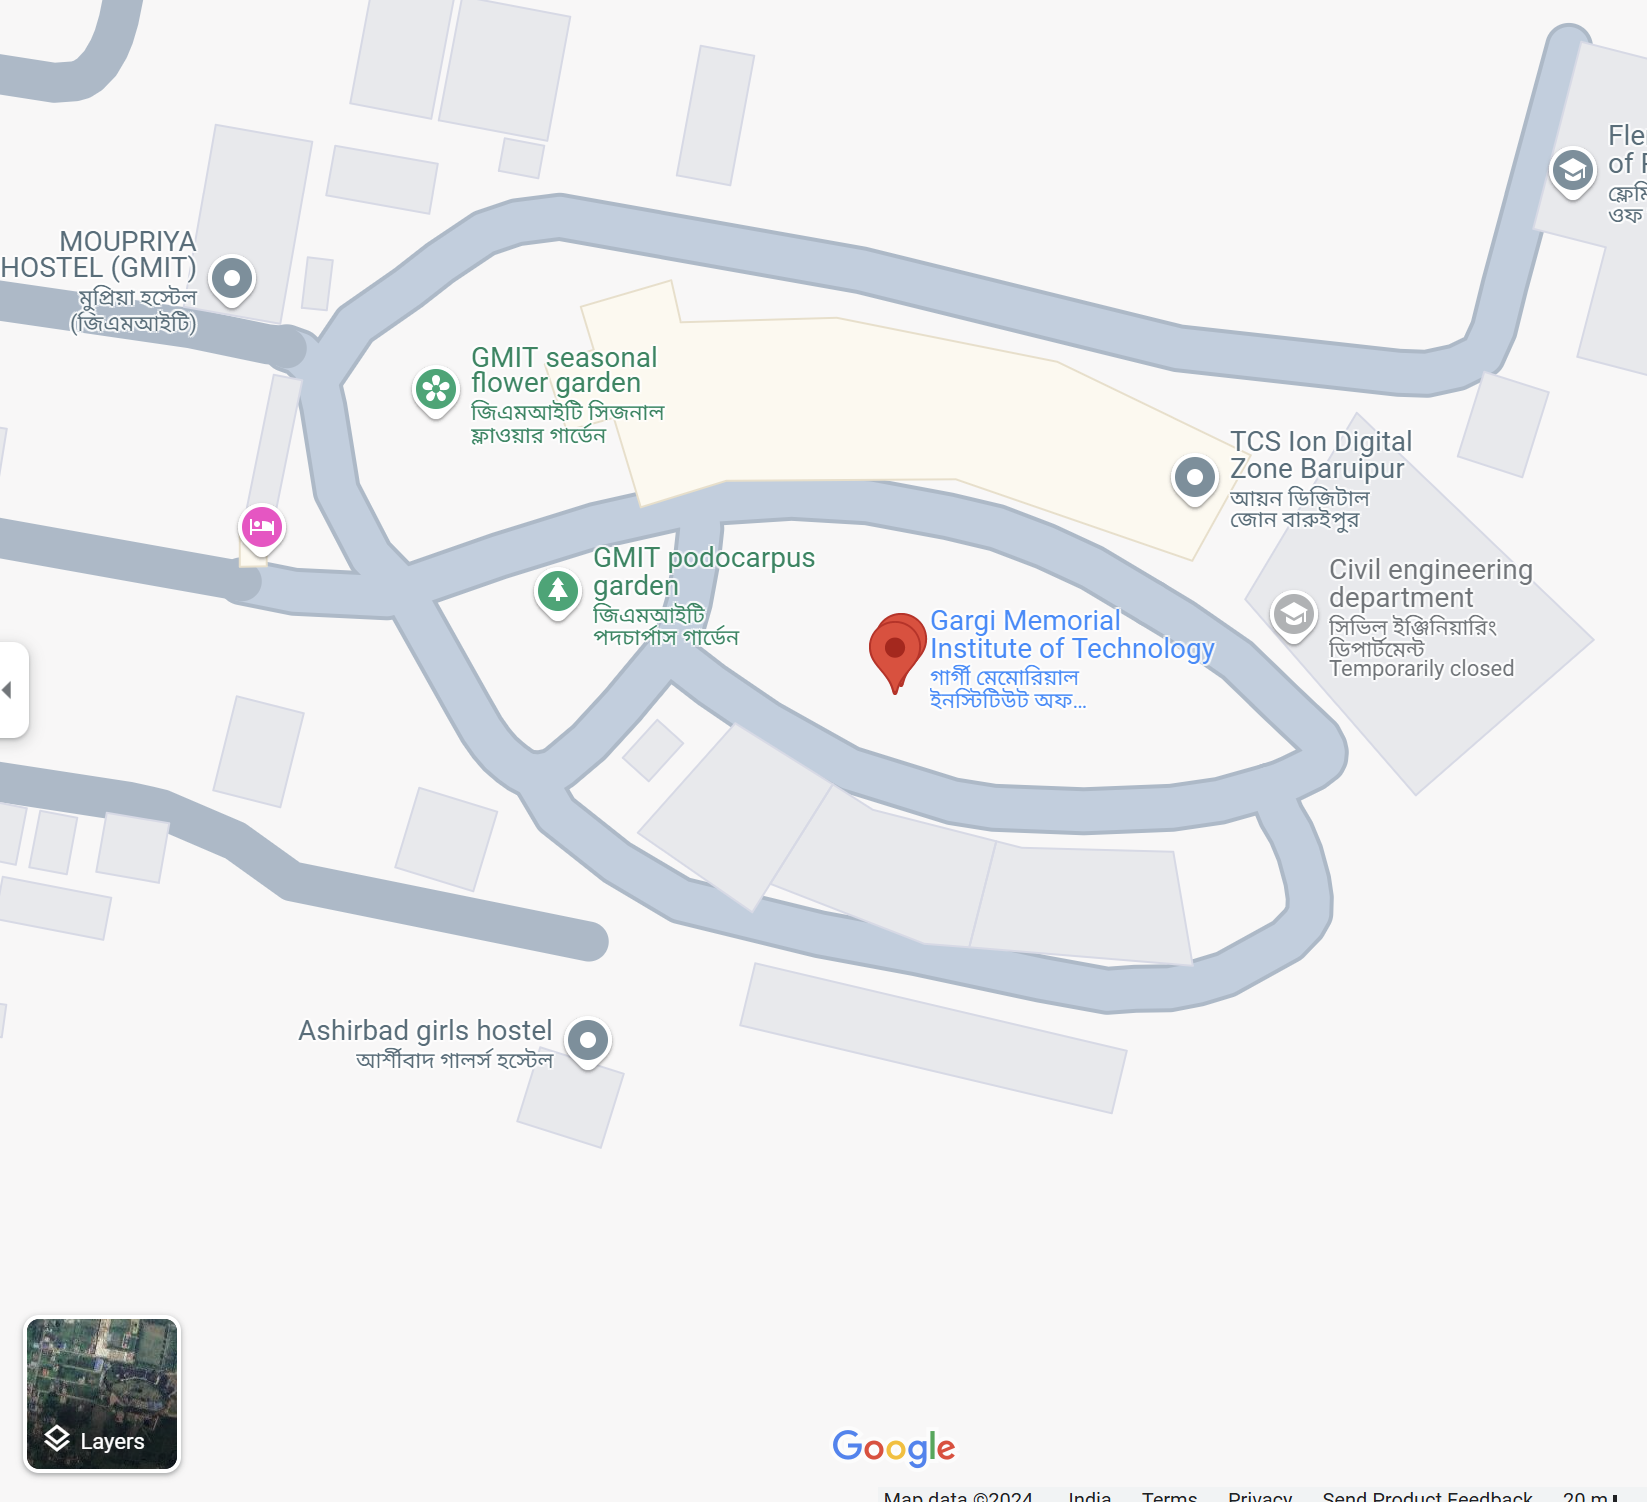 Fle
of
ফ্লেমি
ওফ
MOUPRIYA
HOSTEL (GMIT)
মুপ্রিয়া হস্টেল
(জিএমআইটি)
GMIT seasonal
flower garden
জিএমআইটি সিজনাল
ফ্লাওয়ার গার্ডেন
TCS Ion Digital
Zone Baruipur
আয়ন ডিজিটাল
জোন বারুইপুর
GMIT podocarpus
garden
জিএমআইটি
পদচার্পাস গার্ডেন
Civil engineering
department
সিভিল ইঞ্জিনিয়ারিং
ডিপার্টমেন্ট
Temporarily closed
Gargi Memorial
Institute of Technology
গার্গী মেমোরিয়াল
ইনস্টিটিউট অফ...
Ashirbad girls hostel
আর্শীবাদ গালর্স হস্টেল
Layers
Google
Map data ©2024 India Terms Privacy Send Product Feedback 20 m